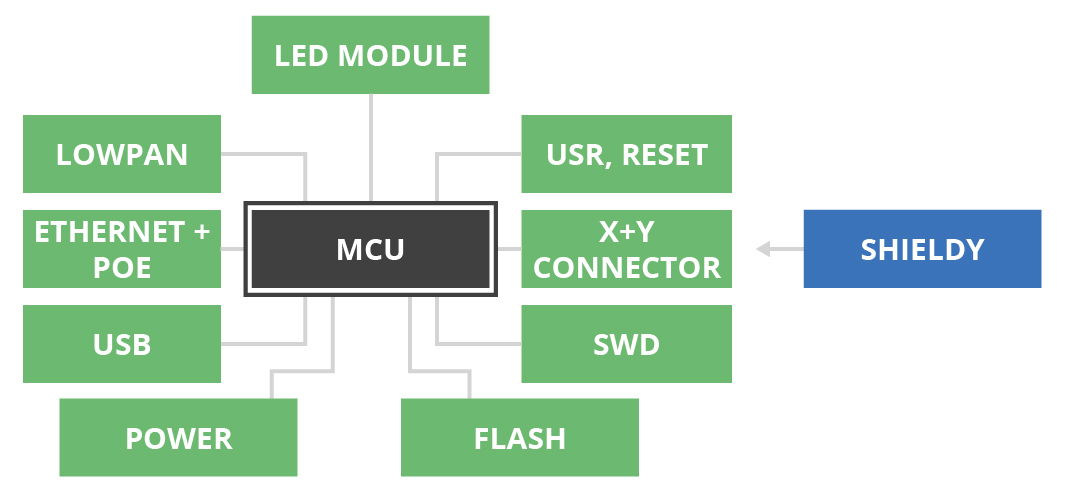 LED MODULE
LOWPAN
USR, RESET
ETHERNET +
POE
MCU
X+Y
CONNECTOR
SHIELDY
USB
SWD
POWER
FLASH